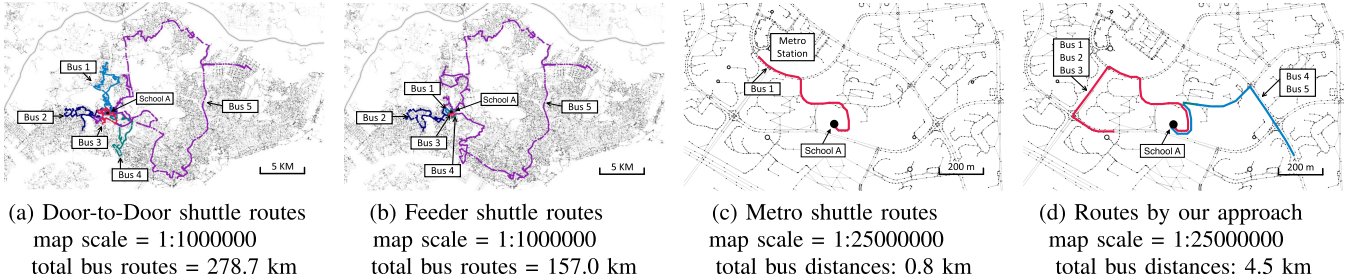 Bus 1
Bus 2
School A
Bus 5
Bus 3
Bus 4
5 KM
(a) Door-to-Door shuttle routes
map scale = 1:1000000
total bus routes = 278.7 km
Bus 1
School A
Bus 5
Bus 2
Bus 3
Bus 4
5 KM
(b) Feeder shuttle routes
map scale = 1:1000000
total bus routes = 157.0 km
Metro
Station
Bus 1
School A
200 m
(c) Metro shuttle routes
map scale = 1:25000000
total bus distances: 0.8 km
Bus 1
Bus 2
Bus 3
Bus 4
Bus 5
School A
200 m
(d) Routes by our approach
map scale = 1:25000000
total bus distances: 4.5 km